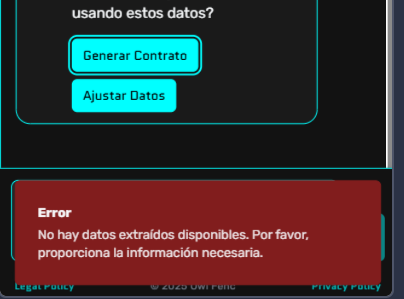 usando estos datos?
Generar Contrato
Ajustar Datos
Error
No hay datos extraídos disponibles. Por favor,
proporciona la información necesaria.
Legal Policy © 2025 Owl Fenc Privacy Policy